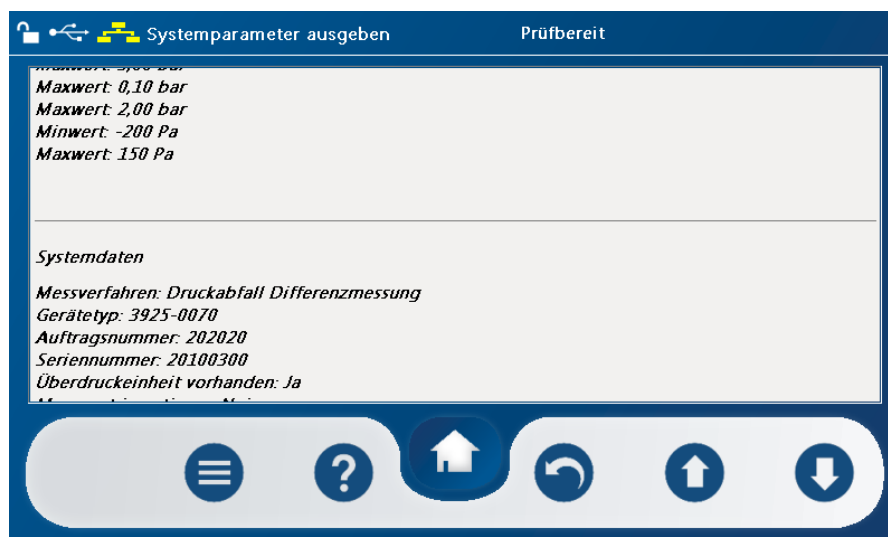 Systemparameter ausgeben
Prüfbereit
Maxwert: 0,10 bar
Maxwert: 2,00 bar
Minwert: -200 Pa
Maxwert: 150 Pa
Systemdaten
Messverfahren: Druckabfall Differenzmessung
Gerätetyp: 3925-0070
Auftragsnummer: 202020
Seriennummer: 20100300
Überdruckeinheit vorhanden: Ja